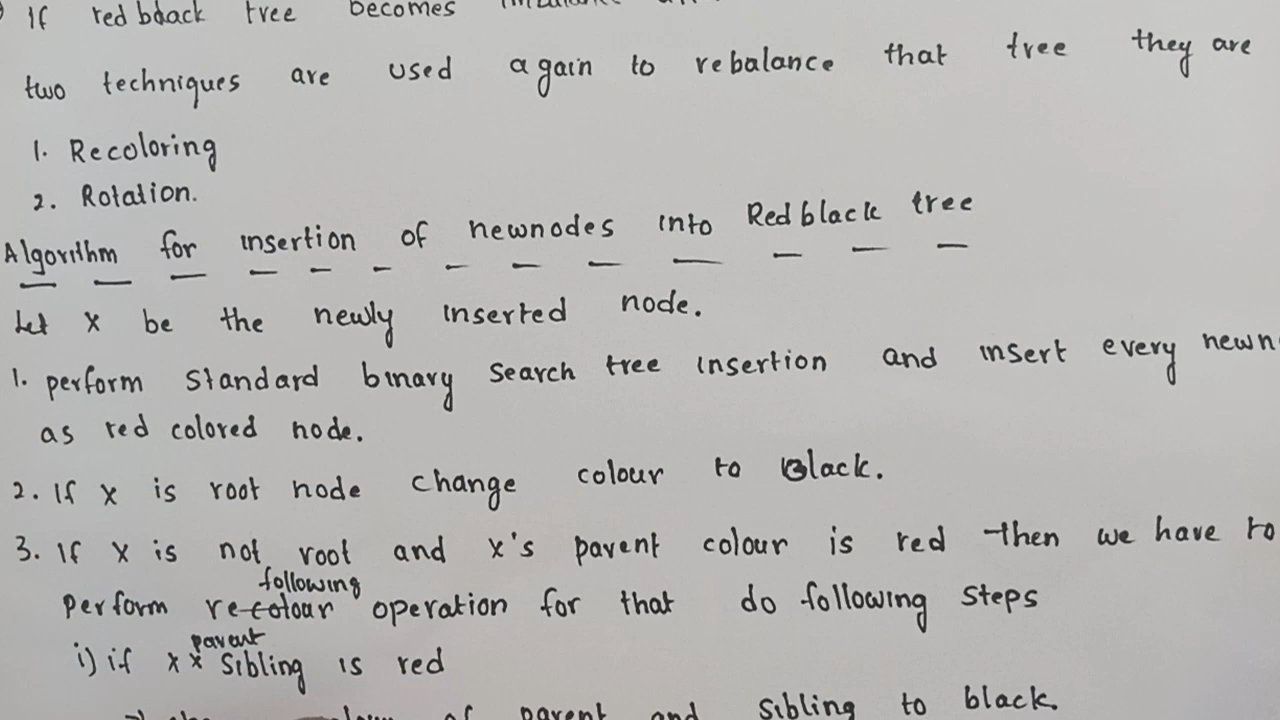 If red bdack tree becomes
two techniques are used again to rebalance that tree they are
1. Recoloring
2. Rotation.
Algorithm for insertion of newnodes into Redblack tree
Let x be the newly inserted node.
1. perform standard binary search tree insertion and insert every newn
as red colored node.
2. If x is root node change colour to Black.
3. If x is not root and x's parent colour is red then we have to
following
perform recolour operation for that do following steps
parent
i) if x x sibling is red
of parent and sibling to black.